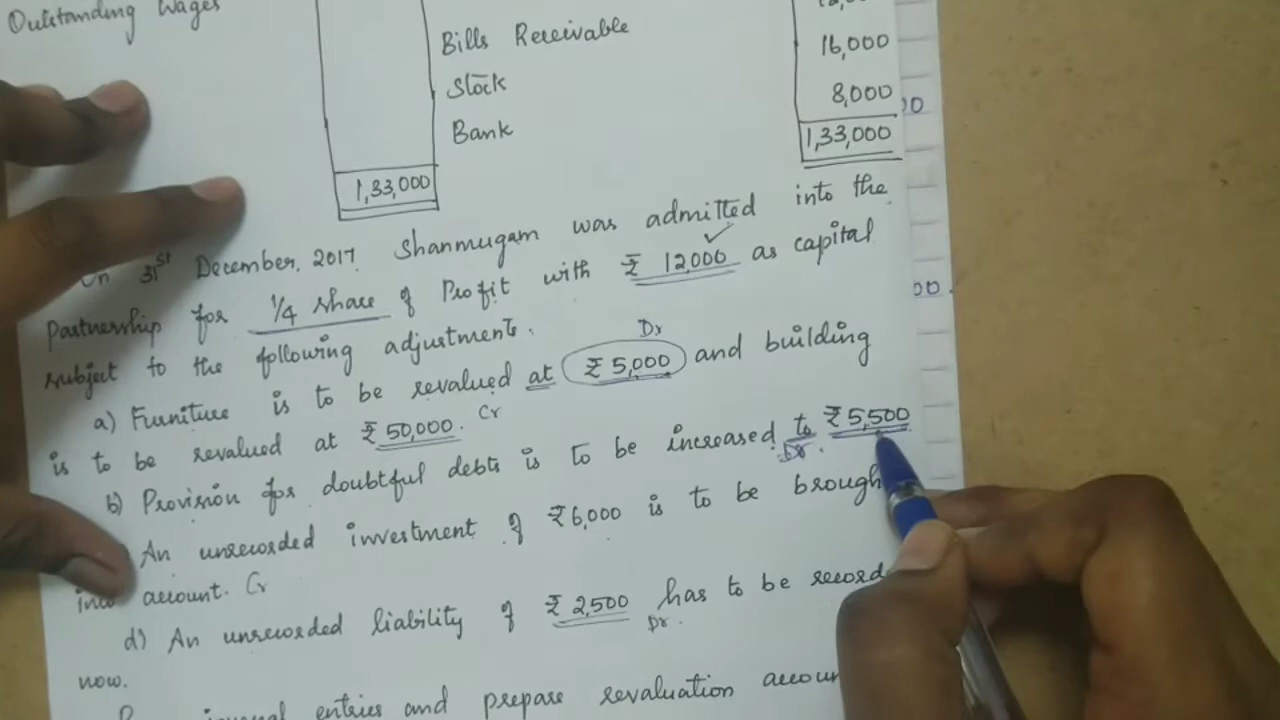 Outstanding Wages
Bills Receivable
16,000
Stock
8,000
00
Bank
1,33,000
1,33,000
On 31st December, 2017 Shanmugam was admitted into the
Partnership for 1/4 share of Profit with ₹ 12,000 as capital
00.
subject to the following adjustments.
Dr
a) Furniture is to be revalued at ₹ 5,000 and building
is to be revalued at ₹ 50,000. Cr
b) Provision for doubtful debts is to be increased to ₹ 5,500
Dr.
An unrecorded investment of ₹6,000 is to be brough
into account. Cr
d) An unrecorded liability of ₹ 2,500 has to be record
Dr.
now.
entries and prepare revaluation accoun